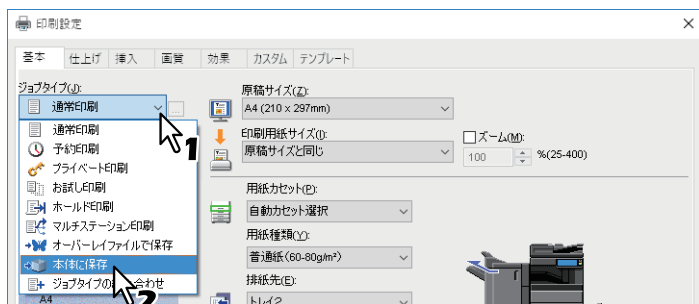 印刷設定
基本 仕上げ 挿入 画質 効果 カスタム テンプレート
ジョブタイプ(J):
通常印刷
...
通常印刷
予約印刷
プライベート印刷
お試し印刷
ホールド印刷
マルチステーション印刷
オーバーレイファイルで保存
本体に保存
ジョブタイプの 合わせ
A4
1
2
原稿サイズ(Z):
A4 (210 x 297mm)
印刷用紙サイズ(I):
原稿サイズと同じ
ズーム(M):
100 %(25-400)
用紙カセット(P):
自動カセット選択
用紙種類(Y):
普通紙(60-80g/m²)
排紙先(E):
トレイ2